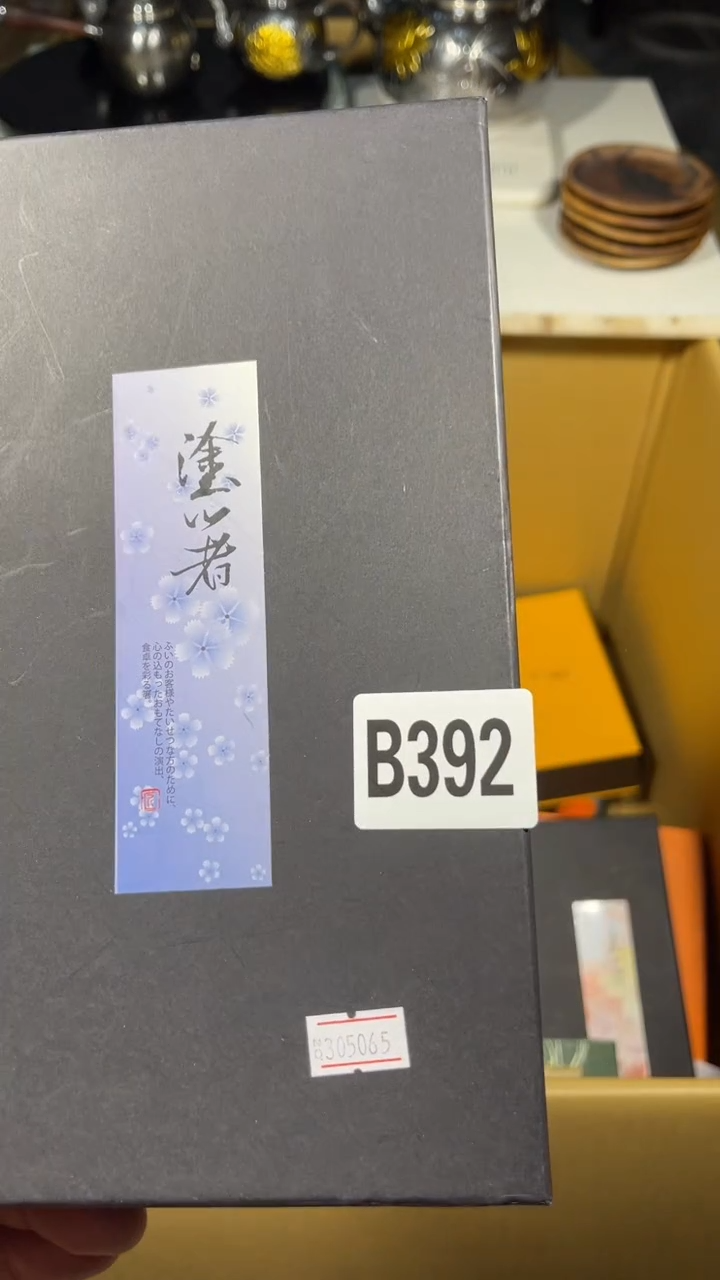 塗い者
ふいのお客様やたいせつな方のために、
心の込もったおもてなしの演出、
食卓を彩る箸。
B392
305065